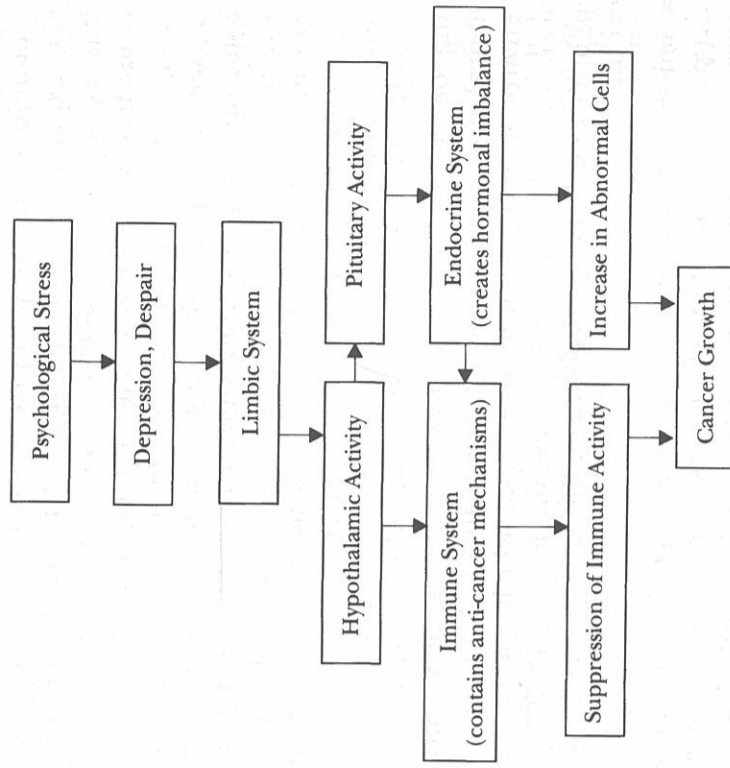 Psychological Stress
Depression, Despair
Limbic System
Hypothalamic Activity
Pituitary Activity
Immune System
(contains anti-cancer mechanisms)
Endocrine System
(creates hormonal imbalance)
Suppression of Immune Activity
Increase in Abnormal Cells
Cancer Growth